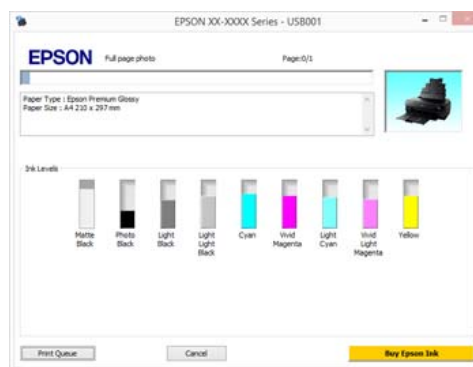 EPSON XX-XXXX Series - USB001
EPSON
Full page photo
Page:0/1
Paper Type : Epson Premium Glossy
Paper Size : A4 210 x 297 mm
Ink Levels
Matte Black
Photo Black
Light Black
Light Light Black
Cyan
Vivid Magenta
Light Cyan
Vivid Light Magenta
Yellow
Print Queue
Cancel
Buy Epson Ink